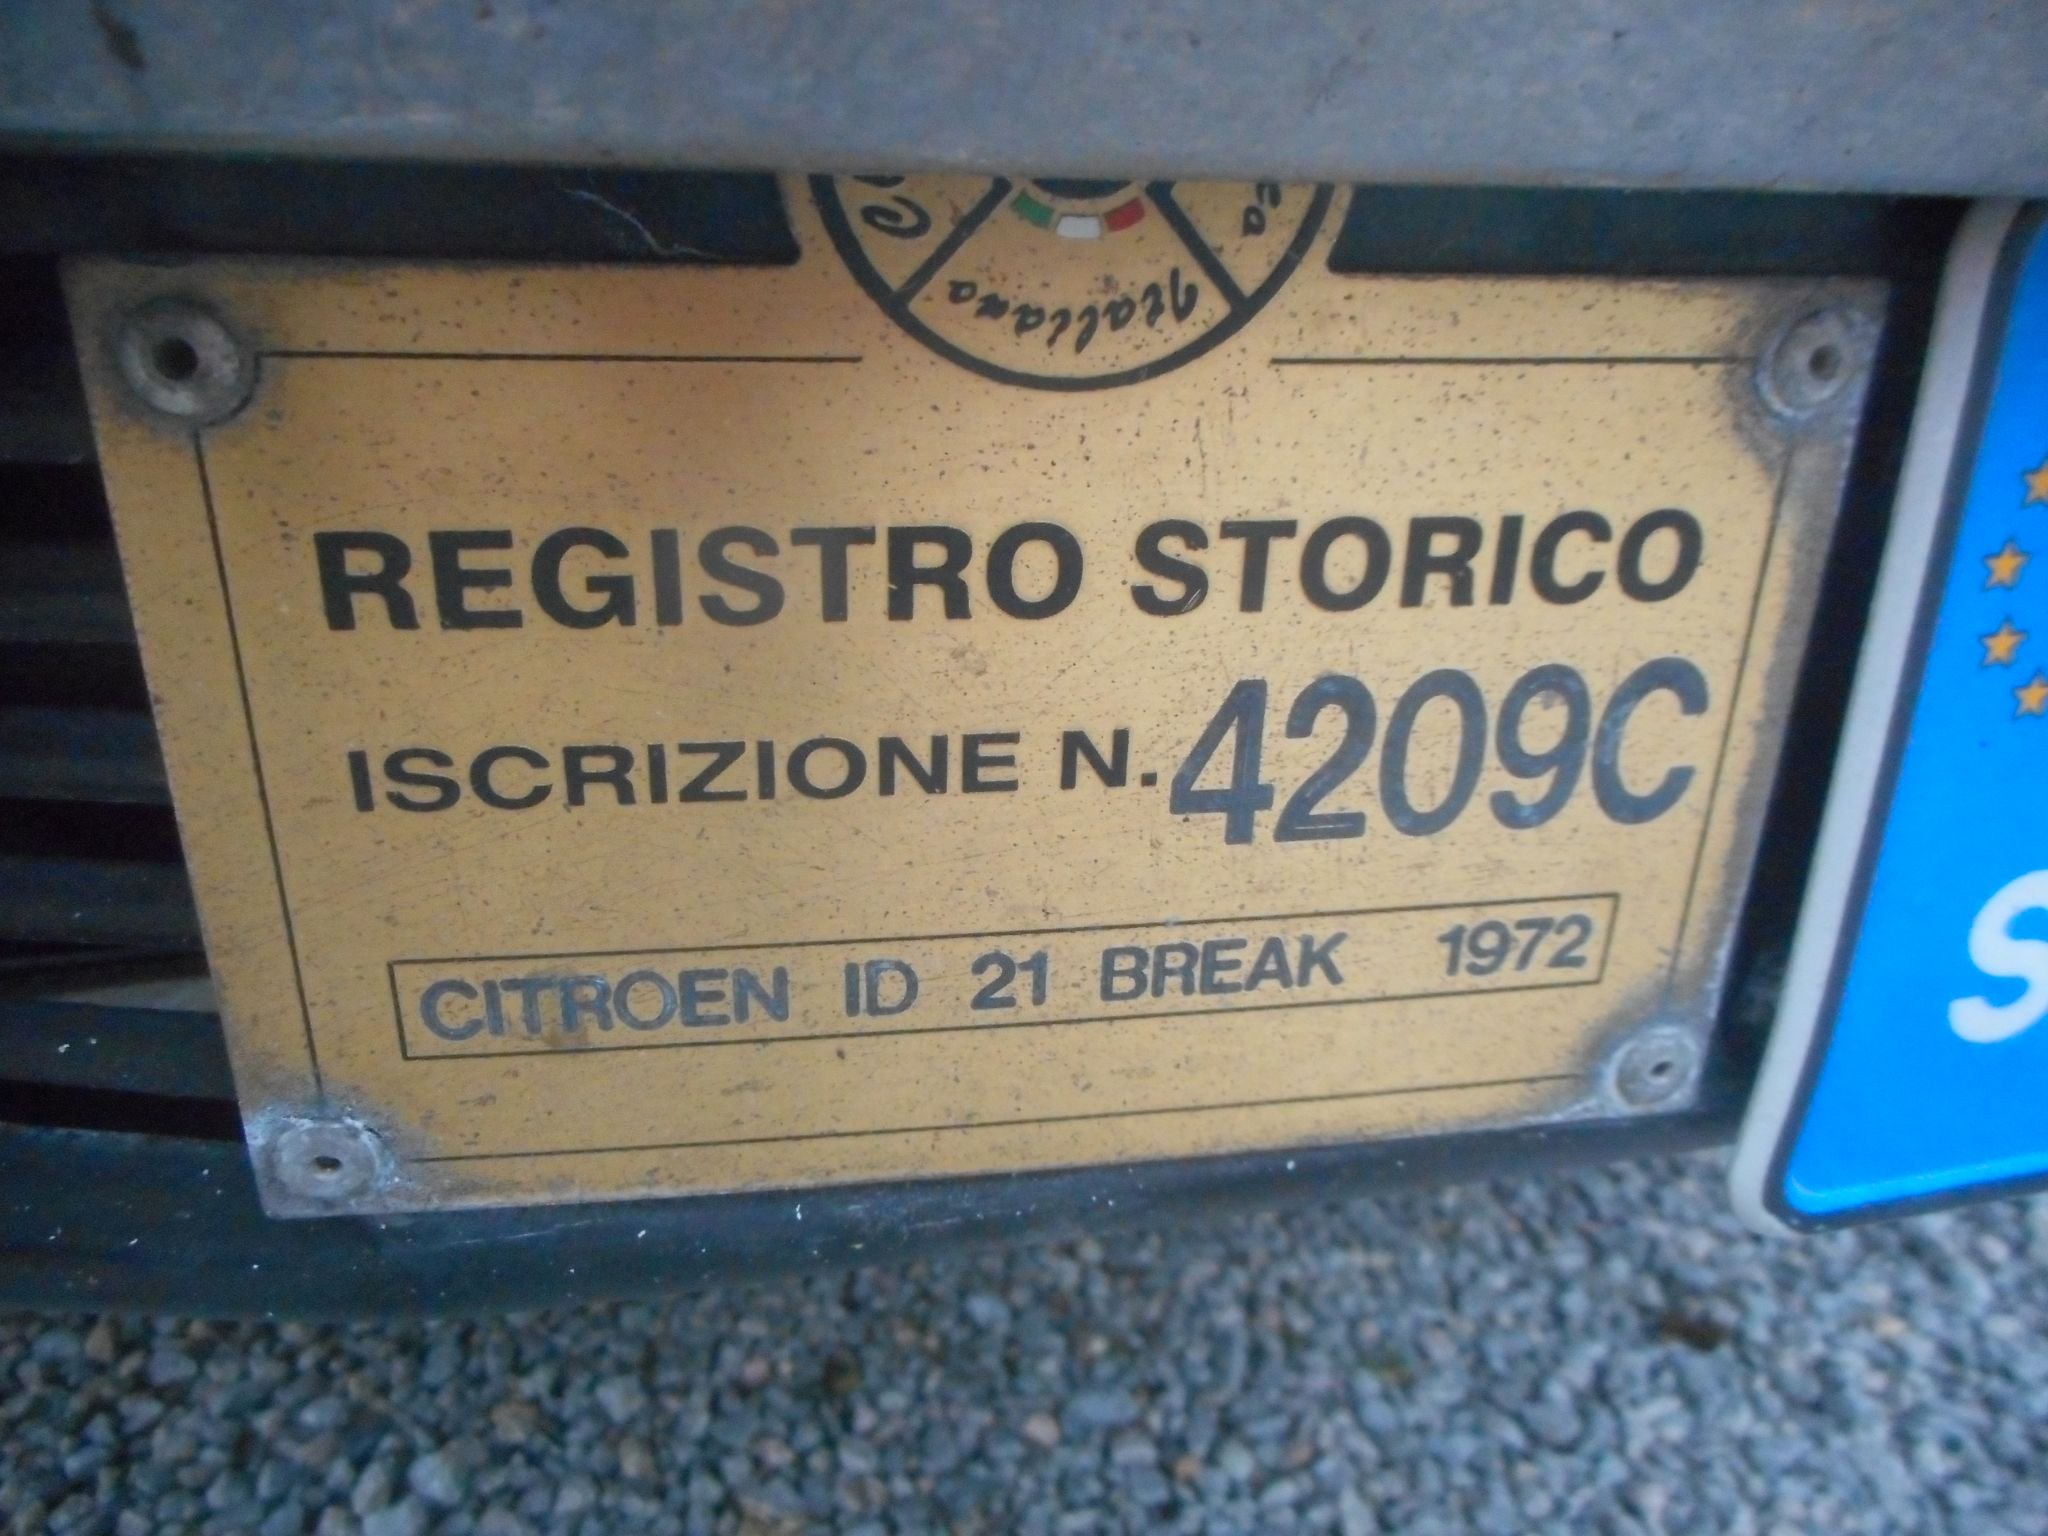 Italiana
REGISTRO STORICO
ISCRIZIONE N. 4209C
CITROEN ID 21 BREAK 1972
S